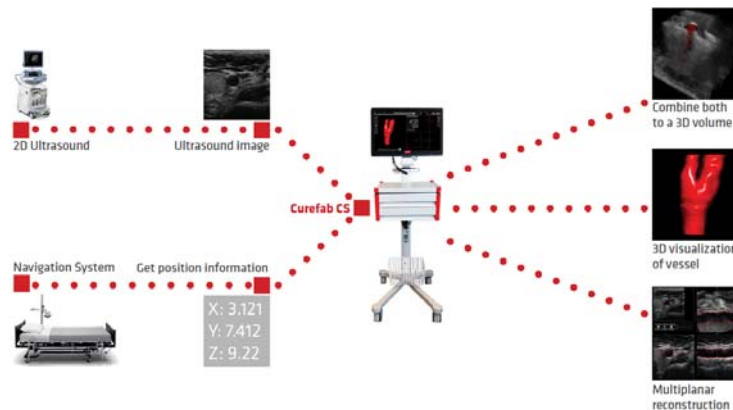 2D Ultrasound
Ultrasound image
Curefab CS
Navigation System
Get position information
X: 3.121
Y: 7.412
Z: 9.22
Combine both
to a 3D volume
3D visualization
of vessel
Multiplanar
reconstruction